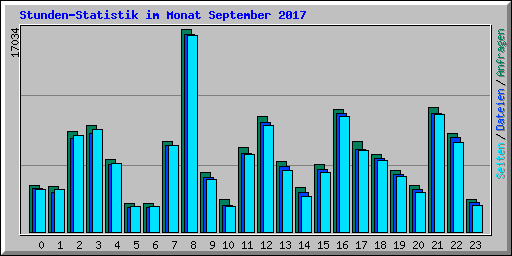 Stunden-Statistik im Monat September 2017
17034
0 1 2 3 4 5 6 7 8 9 10 11 12 13 14 15 16 17 18 19 20 21 22 23
Seiten / Dateien / Anfragen